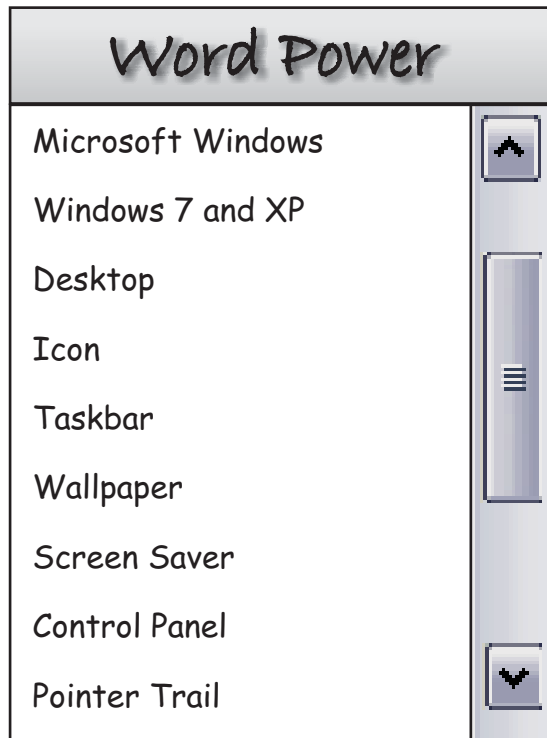 Word Power
Microsoft Windows
Windows 7 and XP
Desktop
Icon
Taskbar
Wallpaper
Screen Saver
Control Panel
Pointer Trail